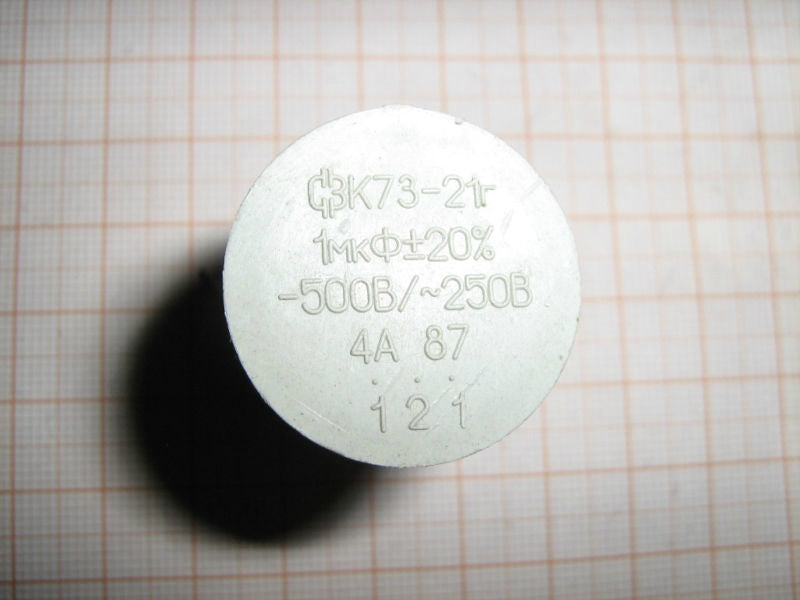 К73-21г
1мкФ±20%
-500В/~250В
4А 87
. . .
121